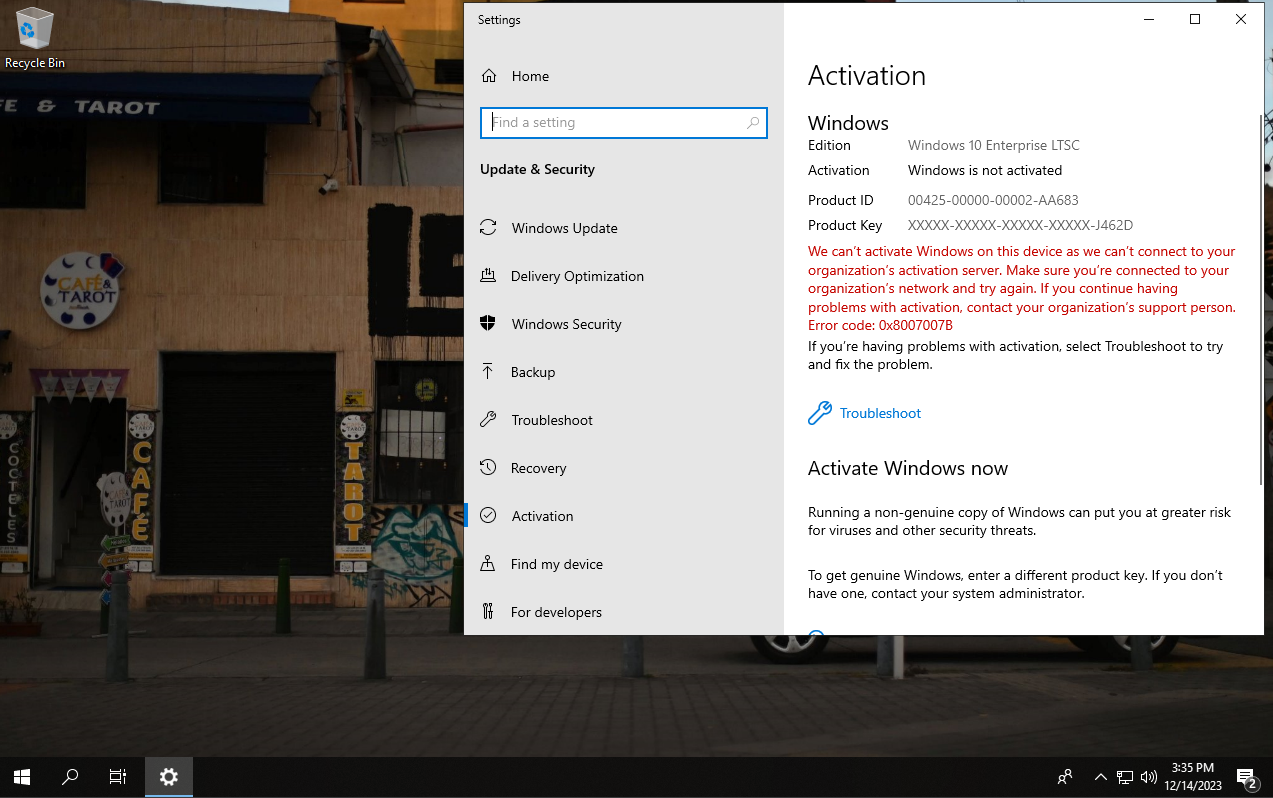 Recycle Bin
FE & TAROT
CAFÉ &
TAROT
COCTELES
CAFÉ
TAROT
Settings
Home
Find a setting
Update & Security
Windows Update
Delivery Optimization
Windows Security
Backup
Troubleshoot
Recovery
Activation
Find my device
For developers
Activation
Windows
Edition Windows 10 Enterprise LTSC
Activation Windows is not activated
Product ID 00425-00000-00002-AA683
Product Key XXXXX-XXXXX-XXXXX-XXXXX-J462D
We can’t activate Windows on this device as we can’t connect to your
organization’s activation server. Make sure you’re connected to your
organization’s network and try again. If you continue having
problems with activation, contact your organization’s support person.
Error code: 0x8007007B
If you’re having problems with activation, select Troubleshoot to try
and fix the problem.
Troubleshoot
Activate Windows now
Running a non-genuine copy of Windows can put you at greater risk
for viruses and other security threats.
To get genuine Windows, enter a different product key. If you don’t
have one, contact your system administrator.
3:35 PM
12/14/2023
2